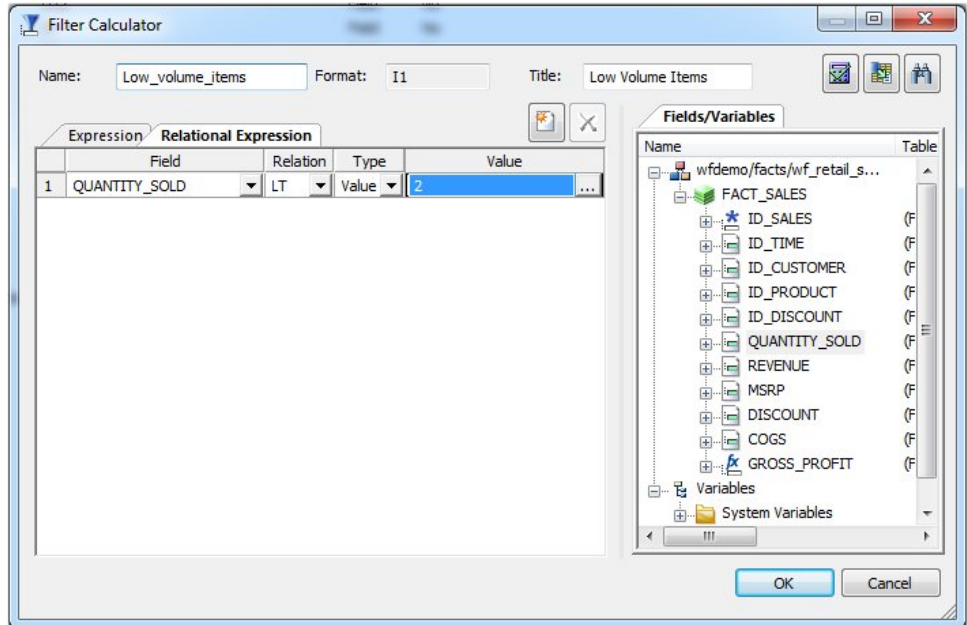 Filter Calculator
Name: Low_volume_items Format: I1 Title: Low Volume Items
Expression Relational Expression
Field Relation Type Value
1 QUANTITY_SOLD LT Value 2 ...
Fields/Variables
Name Table
wfdemo/facts/wf_retail_s...
FACT_SALES
ID_SALES (F
ID_TIME (F
ID_CUSTOMER (F
ID_PRODUCT (F
ID_DISCOUNT (F
QUANTITY_SOLD (F
REVENUE (F
MSRP (F
DISCOUNT (F
COGS (F
fx GROSS_PROFIT (F
Variables
System Variables
OK Cancel